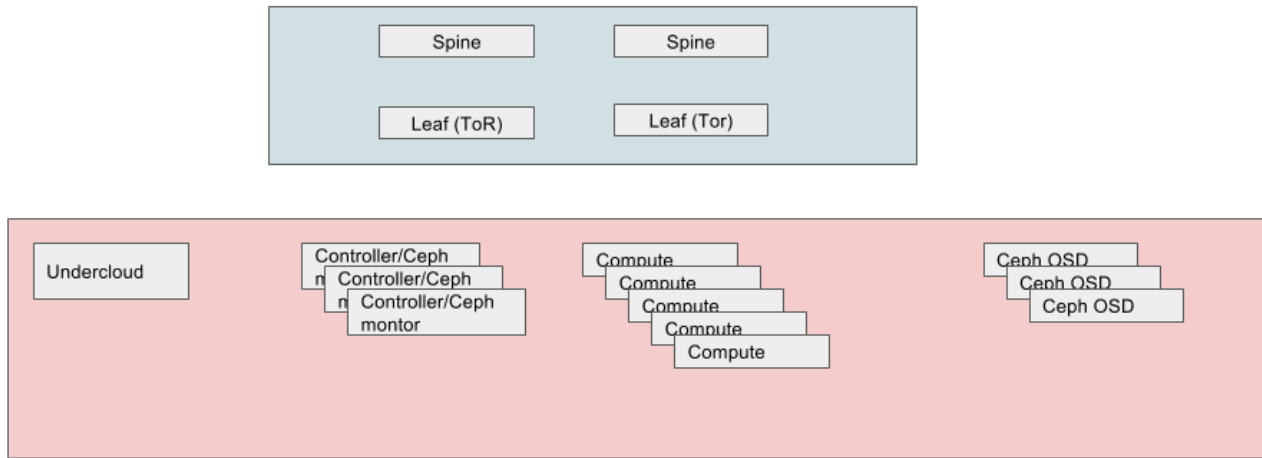 Spine
Spine
Leaf (ToR)
Leaf (Tor)
Undercloud
Controller/Ceph
Controller/Ceph
Controller/Ceph
montor
Compute
Compute
Compute
Compute
Compute
Ceph OSD
Ceph OSD
Ceph OSD